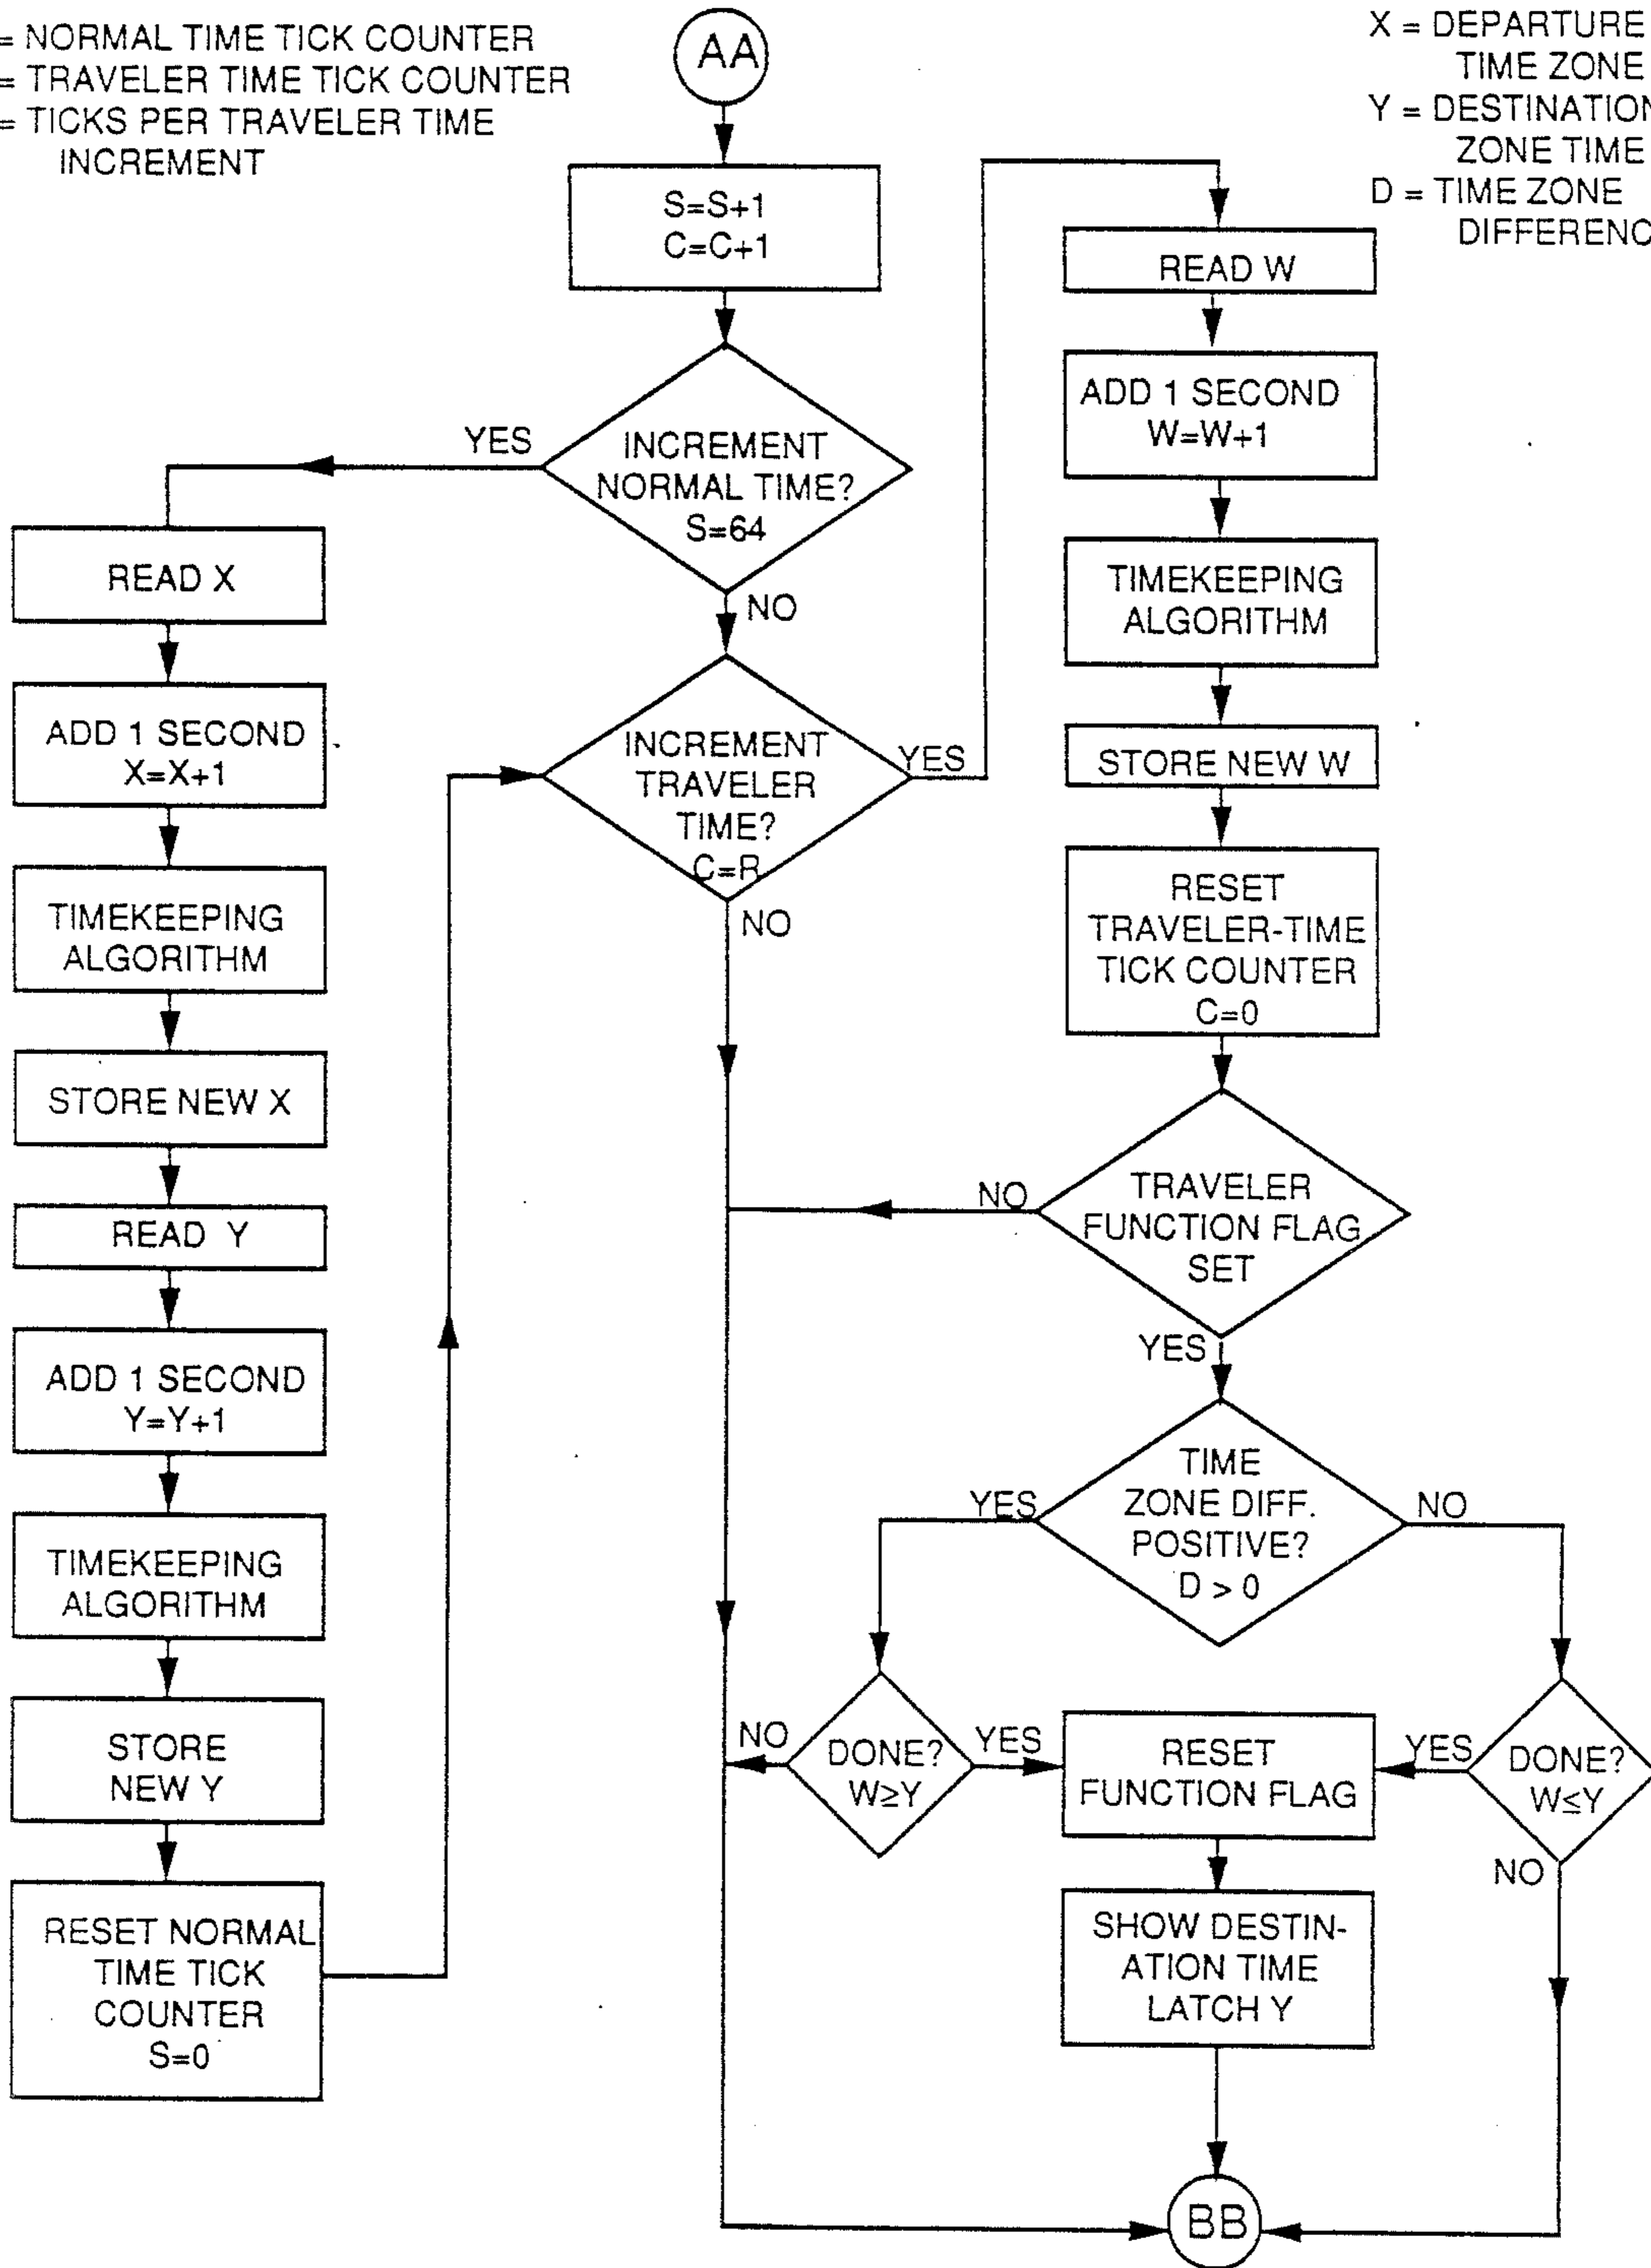 = NORMAL TIME TICK COUNTER
= TRAVELER TIME TICK COUNTER
= TICKS PER TRAVELER TIME
INCREMENT
X = DEPARTURE
TIME ZONE
Y = DESTINATION
ZONE TIME
D = TIME ZONE
DIFFERENC
AA
S=S+1
C=C+1
INCREMENT
NORMAL TIME?
S=64
YES
NO
READ X
ADD 1 SECOND
X=X+1
TIMEKEEPING
ALGORITHM
STORE NEW X
READ Y
ADD 1 SECOND
Y=Y+1
TIMEKEEPING
ALGORITHM
STORE
NEW Y
RESET NORMAL
TIME TICK
COUNTER
S=0
INCREMENT
TRAVELER
TIME?
C=R
YES
NO
READ W
ADD 1 SECOND
W=W+1
TIMEKEEPING
ALGORITHM
STORE NEW W
RESET
TRAVELER-TIME
TICK COUNTER
C=0
TRAVELER
FUNCTION FLAG
SET
NO
YES
TIME
ZONE DIFF.
POSITIVE?
D > 0
YES
NO
DONE?
W≥Y
NO
YES
RESET
FUNCTION FLAG
YES
DONE?
W≤Y
NO
SHOW DESTIN-
ATION TIME
LATCH Y
BB